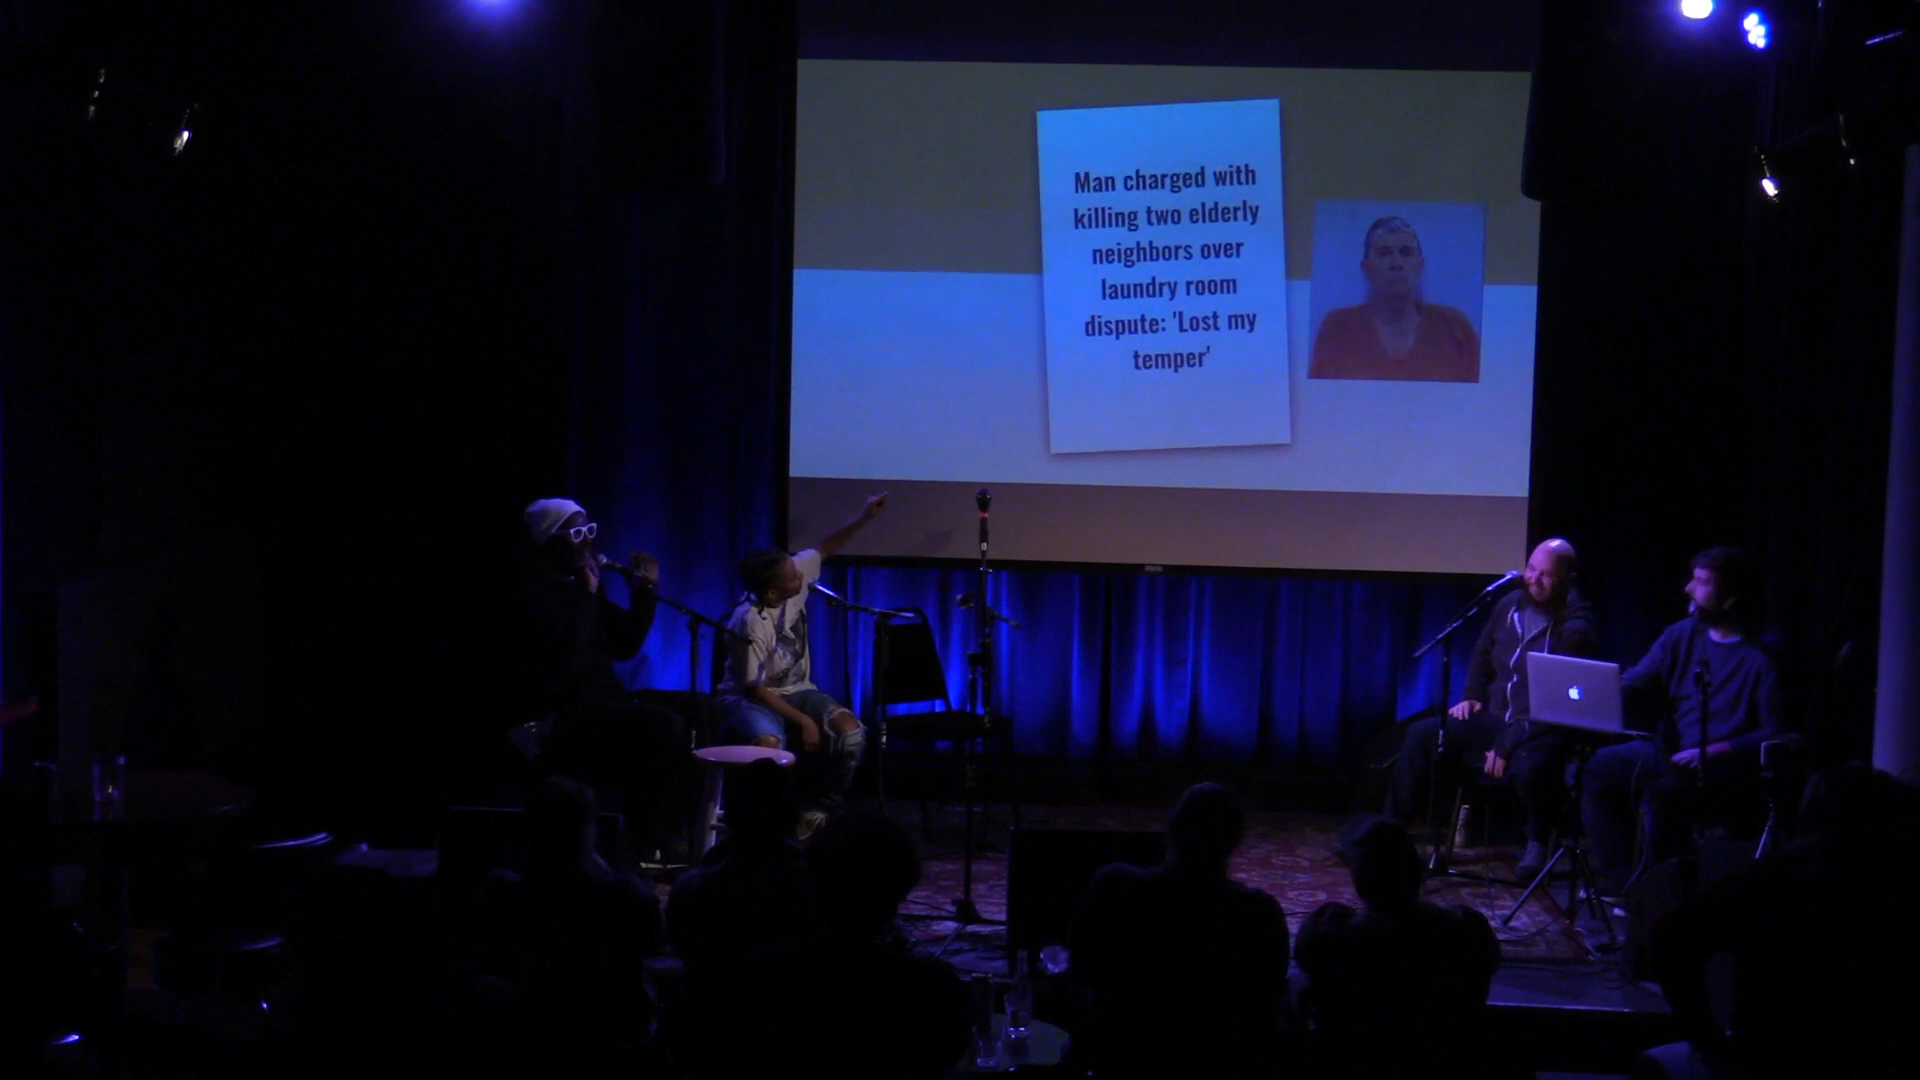 Man charged with
killing two elderly
neighbors over
laundry room
dispute: 'Lost my
temper'